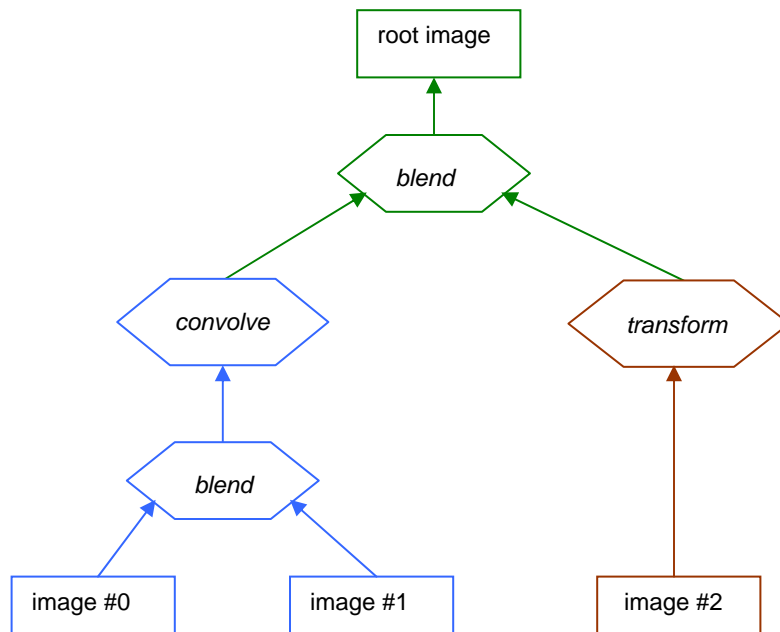 root image
blend
convolve
transform
blend
image #0
image #1
image #2